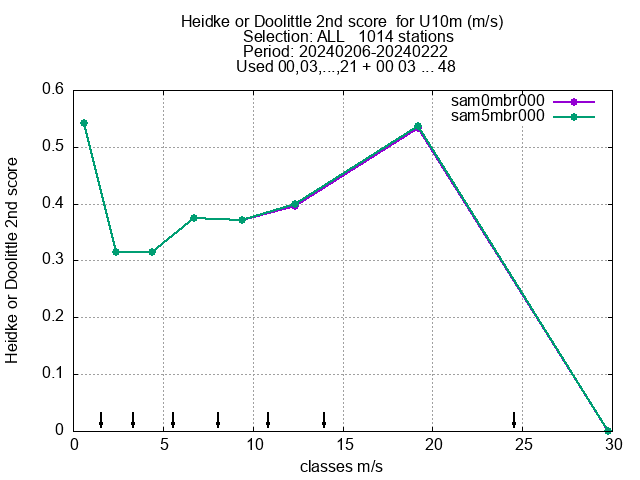 Heidke or Doolittle 2nd score  for U10m (m/s)
Selection: ALL   1014 stations
Period: 20240206-20240222
Used 00,03,...,21 + 00 03 ... 48
sam0mbr000
sam5mbr000
0.6
0.5
0.4
0.3
0.2
0.1
0
Heidke or Doolittle 2nd score
0 5 10 15 20 25 30
classes m/s